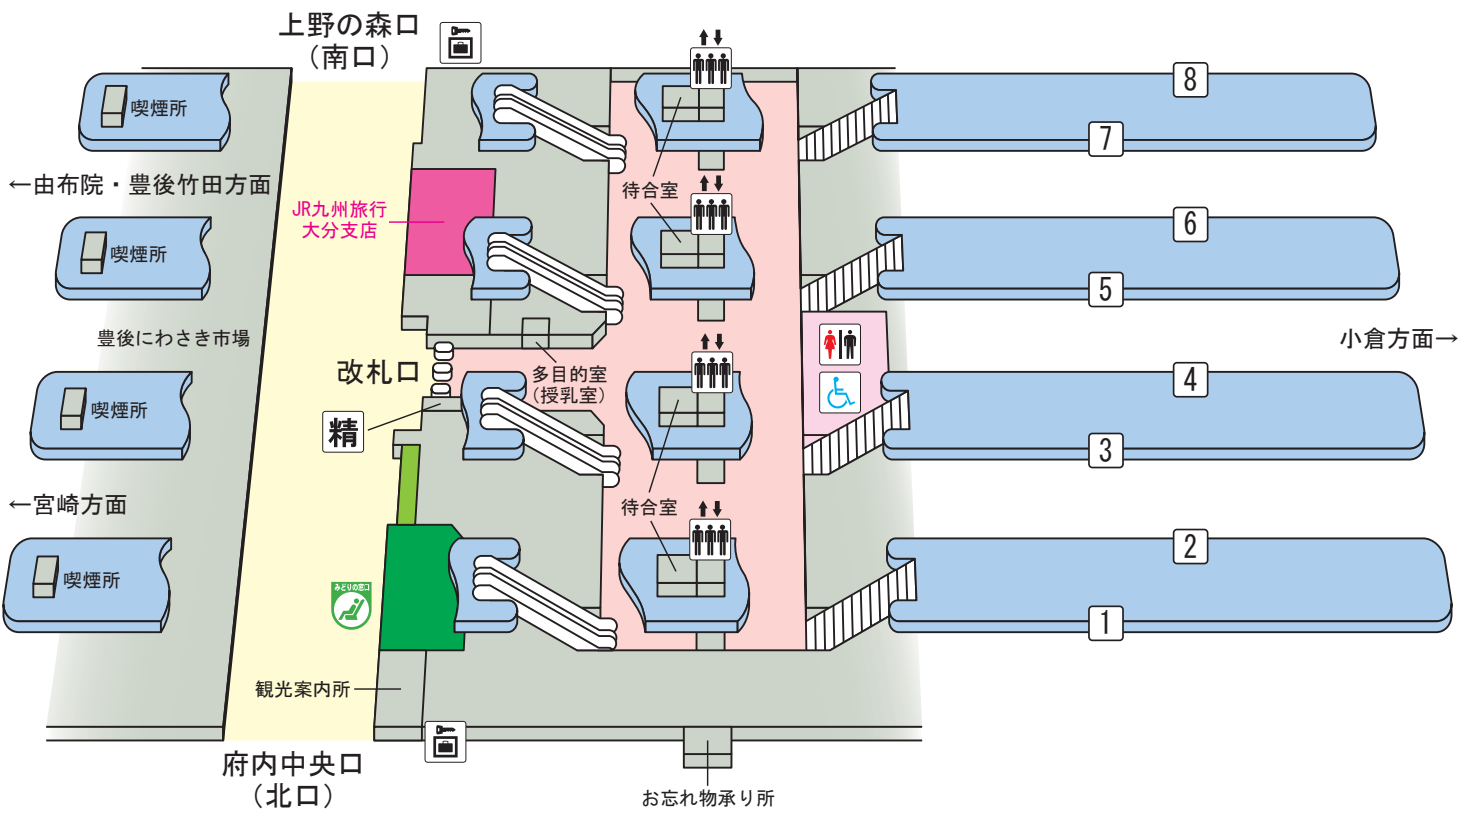 上野の森口
（南口）
8
喫煙所
7
←由布院・豊後竹田方面
待合室
JR九州旅行
大分支店
6
喫煙所
5
豊後にわさき市場
小倉方面→
改札口
多目的室
（授乳室）
4
喫煙所
精
3
←宮崎方面
待合室
2
喫煙所
みどりの窓口
1
観光案内所
府内中央口
（北口）
お忘れ物承り所